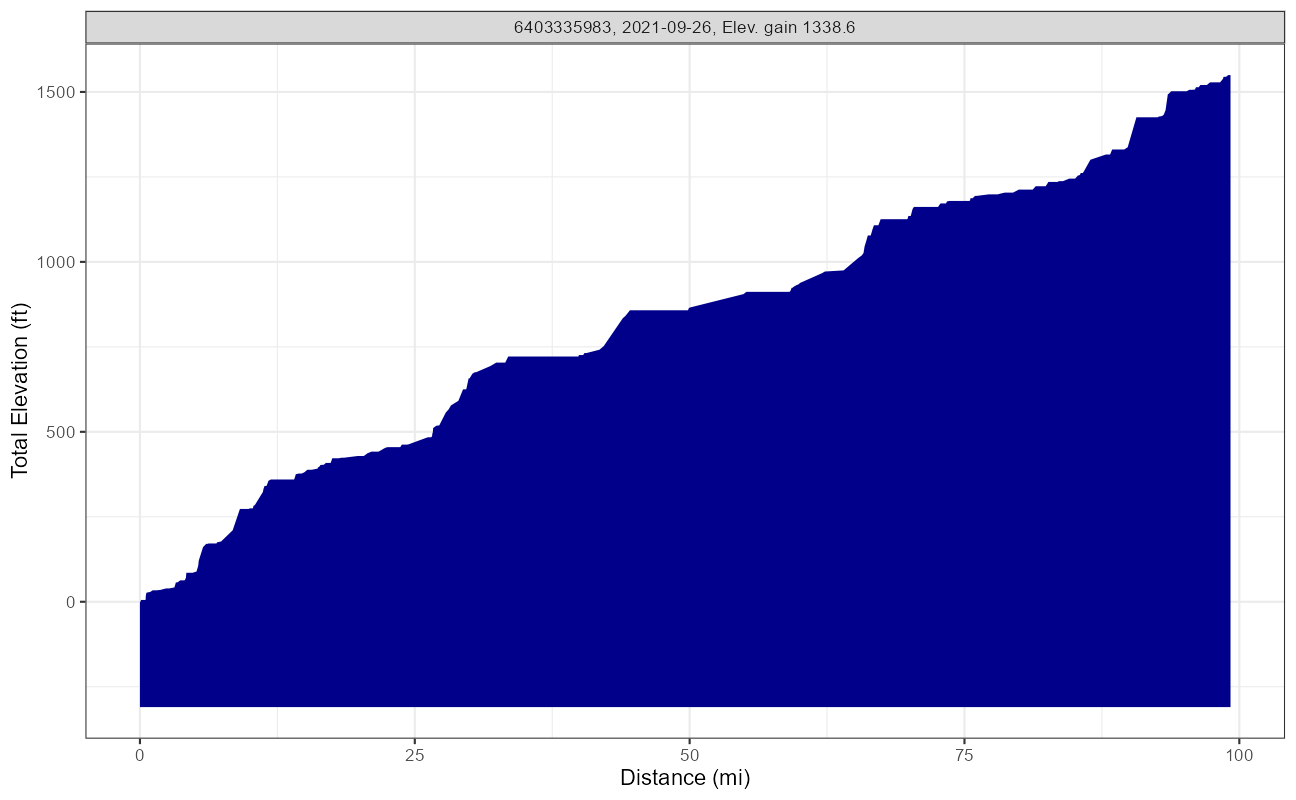 6403335983, 2021-09-26, Elev. gain 1338.6
1500
1000
500
0
Total Elevation (ft)
0 25 50 75 100
Distance (mi)